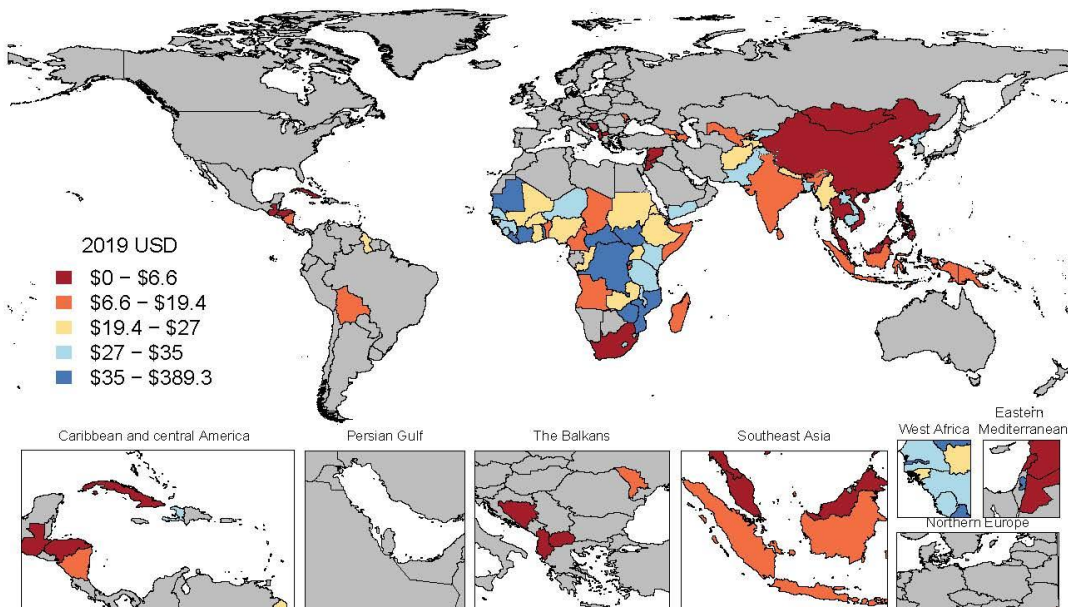 2019 USD
$0 – $6.6
$6.6 – $19.4
$19.4 – $27
$27 – $35
$35 – $389.3
Caribbean and central America
Persian Gulf
The Balkans
Southeast Asia
West Africa
Eastern
Mediterranean
Northern Europe